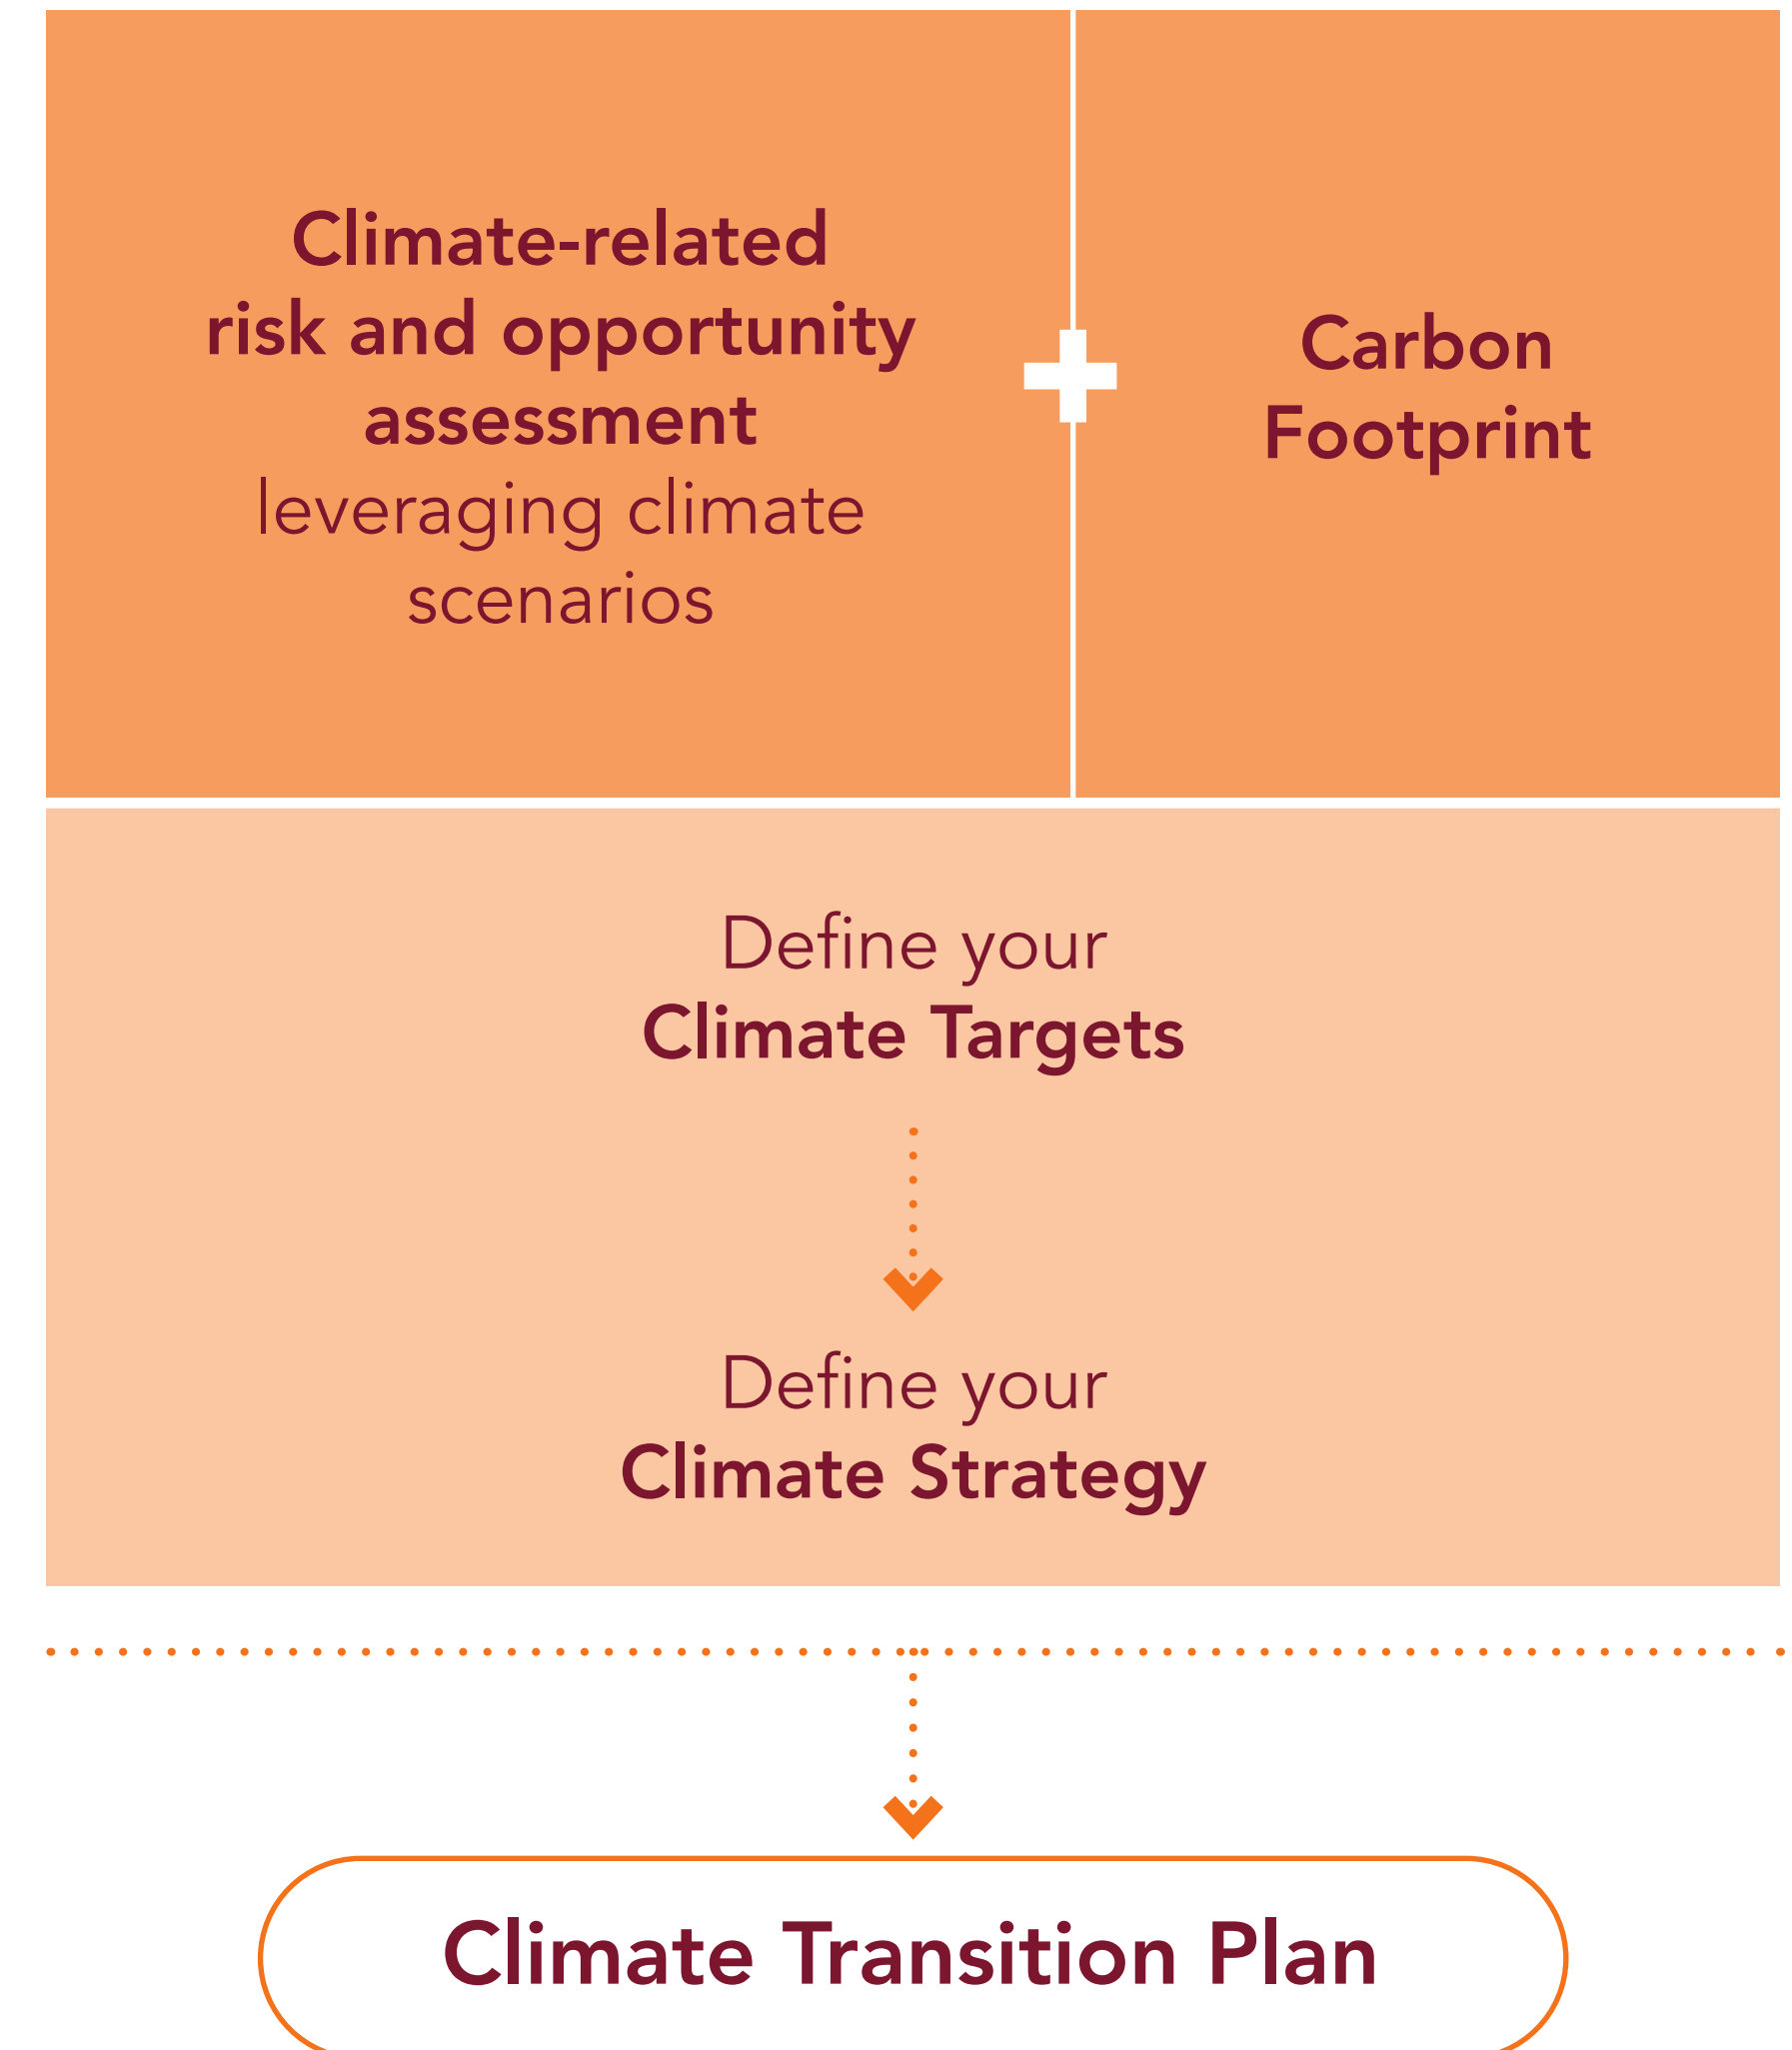 Climate-related
risk and opportunity
assessment
leveraging climate
scenarios
Carbon
Footprint
Define your
Climate Targets
Define your
Climate Strategy
Climate Transition Plan